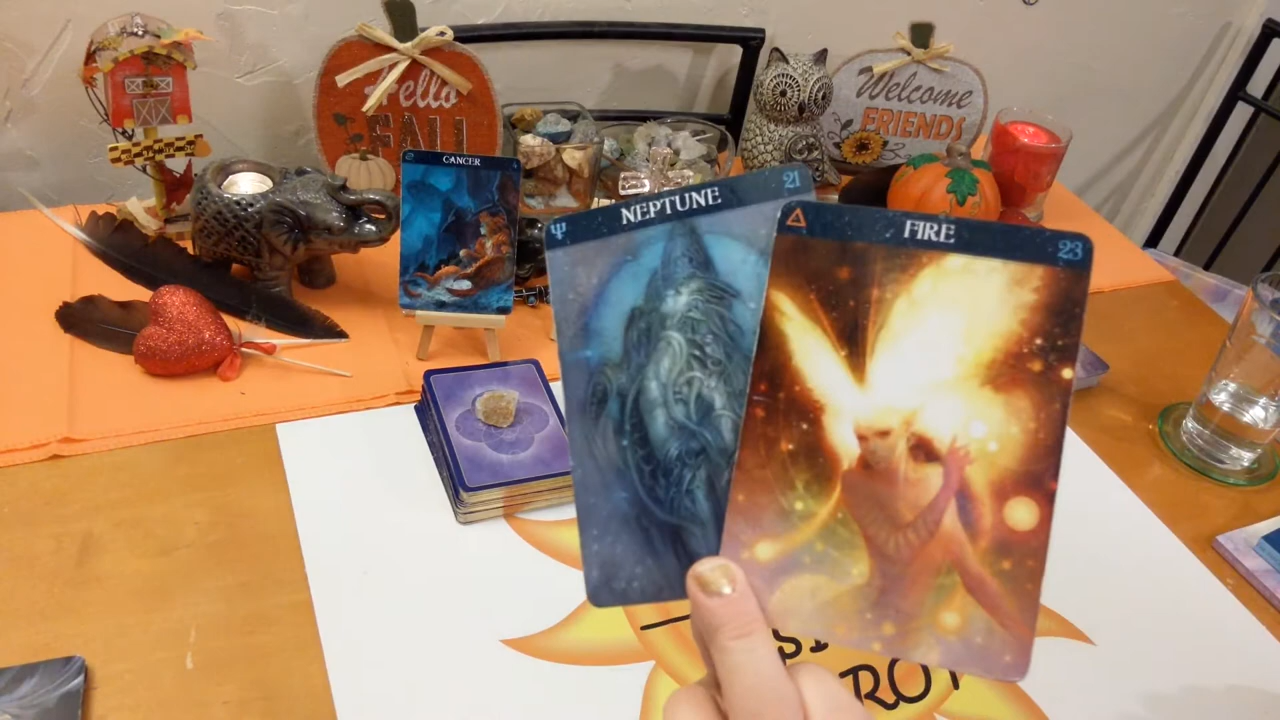 Hello
FALL
Welcome
FRIENDS
CANCER
NEPTUNE
21
FIRE
23